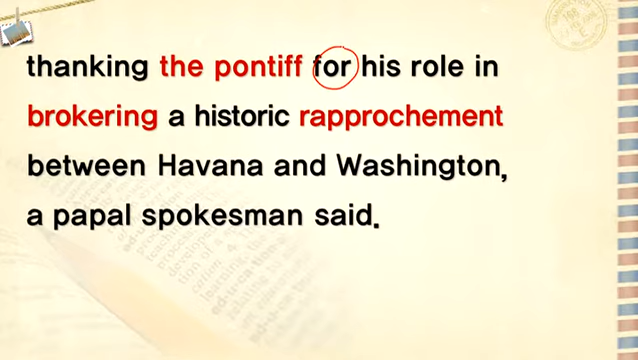 thanking the pontiff for his role in
brokering a historic rapprochement
between Havana and Washington,
a papal spokesman said.